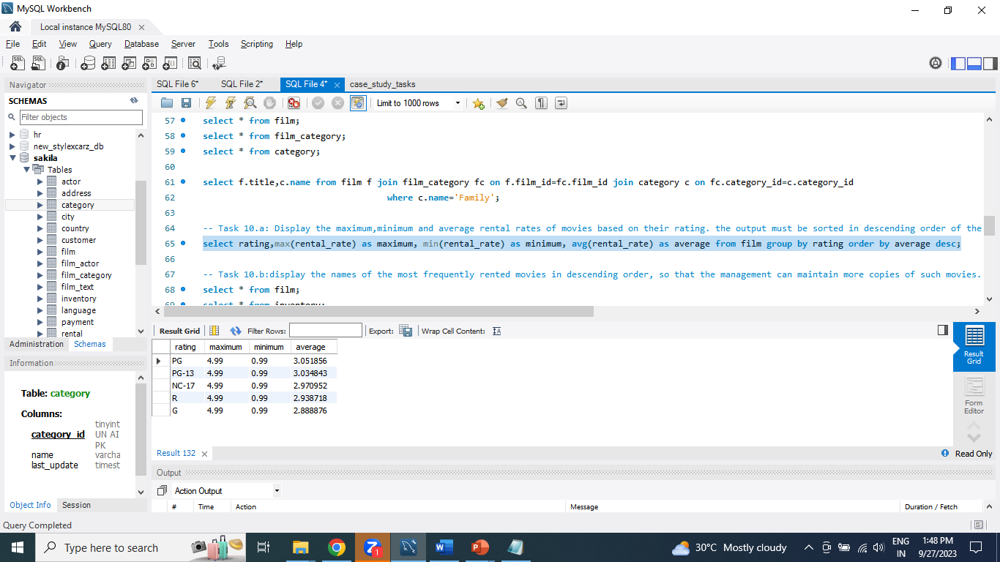 MySQL Workbench
Local instance MySQL80
File Edit View Query Database Server Tools Scripting Help
Navigator
SCHEMAS
Filter objects
hr
new_stylexcarz_db
sakila
Tables
actor
address
category
city
country
customer
film
film_actor
film_category
film_text
inventory
language
payment
rental
Administration Schemas
Information
Table: category
Columns:
category_id tinyint UN AI PK
name varcha
last_update timest
Object Info Session
SQL File 6* SQL File 2* SQL File 4* case_study_tasks
Limit to 1000 rows
57 select * from film;
58 select * from film_category;
59 select * from category;
60
61 select f.title,c.name from film f join film_category fc on f.film_id=fc.film_id join category c on fc.category_id=c.category_id
62 where c.name='Family';
63
64 -- Task 10.a: Display the maximum,minimum and average rental rates of movies based on their rating. the output must be sorted in descending order of the
65 select rating,max(rental_rate) as maximum, min(rental_rate) as minimum, avg(rental_rate) as average from film group by rating order by average desc;
66
67 -- Task 10.b:display the names of the most frequently rented movies in descending order, so that the management can maintain more copies of such movies.
68 select * from film;
69 select * from inventory;
Result Grid Filter Rows: Export: Wrap Cell Content:
rating maximum minimum average
PG 4.99 0.99 3.051856
PG-13 4.99 0.99 3.034843
NC-17 4.99 0.99 2.970952
R 4.99 0.99 2.938718
G 4.99 0.99 2.888876
Result Grid
Form Editor
Result 132
Read Only
Output
Action Output
# Time Action Message Duration / Fetch
Query Completed
Type here to search
1
30°C Mostly cloudy
ENG
IN
1:48 PM
9/27/2023